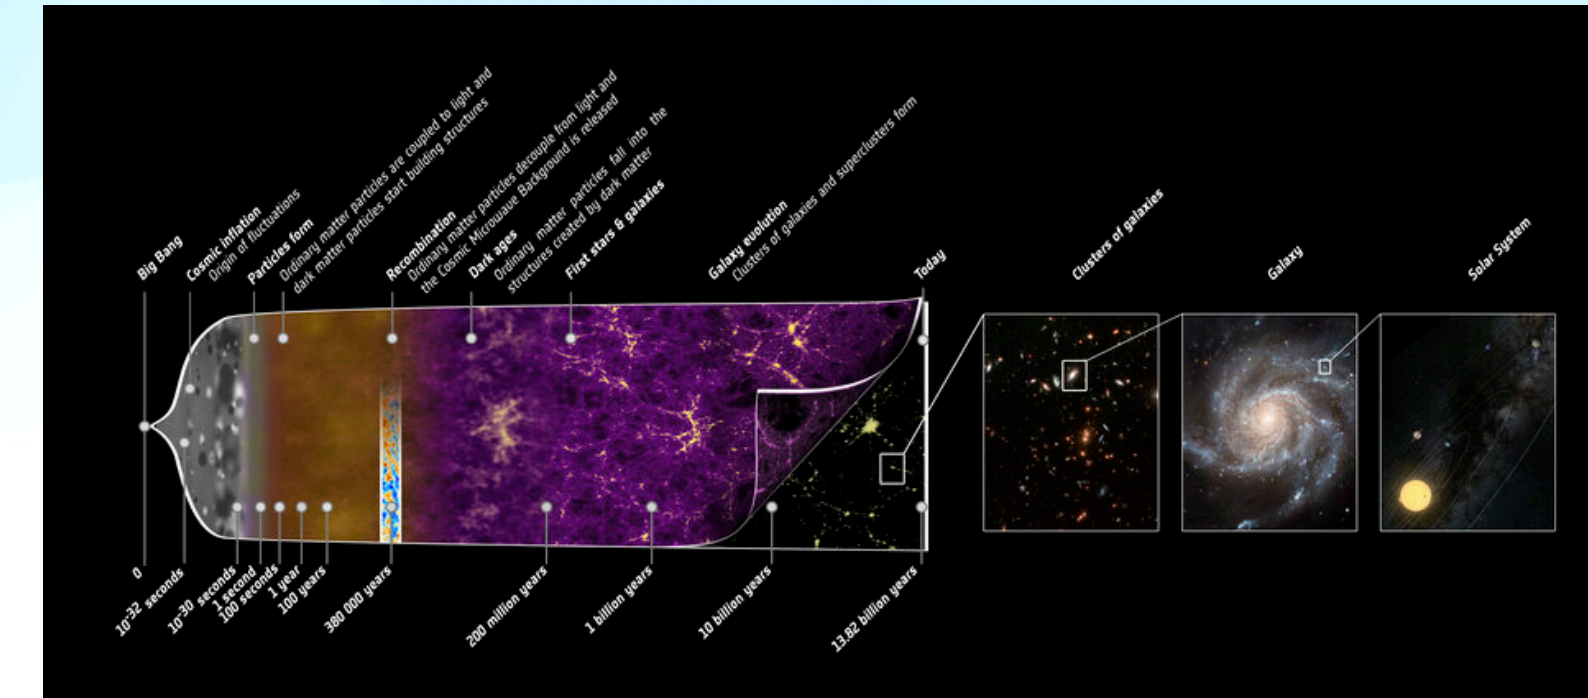 Big Bang
Cosmic inflation
Origin of fluctuations
Particles form
Ordinary matter particles are coupled to light and
dark matter particles start building structures
Recombination
Ordinary matter particles decouple from light and
the Cosmic Microwave Background is released
Dark ages
Ordinary matter particles fall into the
structures created by dark matter
First stars & galaxies
Galaxy evolution
Clusters of galaxies and superclusters form
Today
Clusters of galaxies
Galaxy
Solar System
0
10⁻³² seconds
10⁻³⁰ seconds
1 second
100 seconds
1 year
100 years
380 000 years
200 million years
1 billion years
10 billion years
13.82 billion years